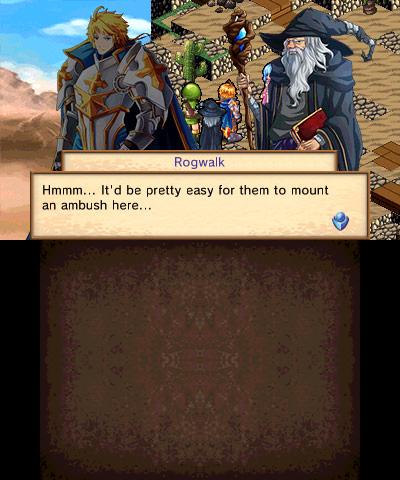 Rogwalk
Hmmm... It'd be pretty easy for them to mount
an ambush here...